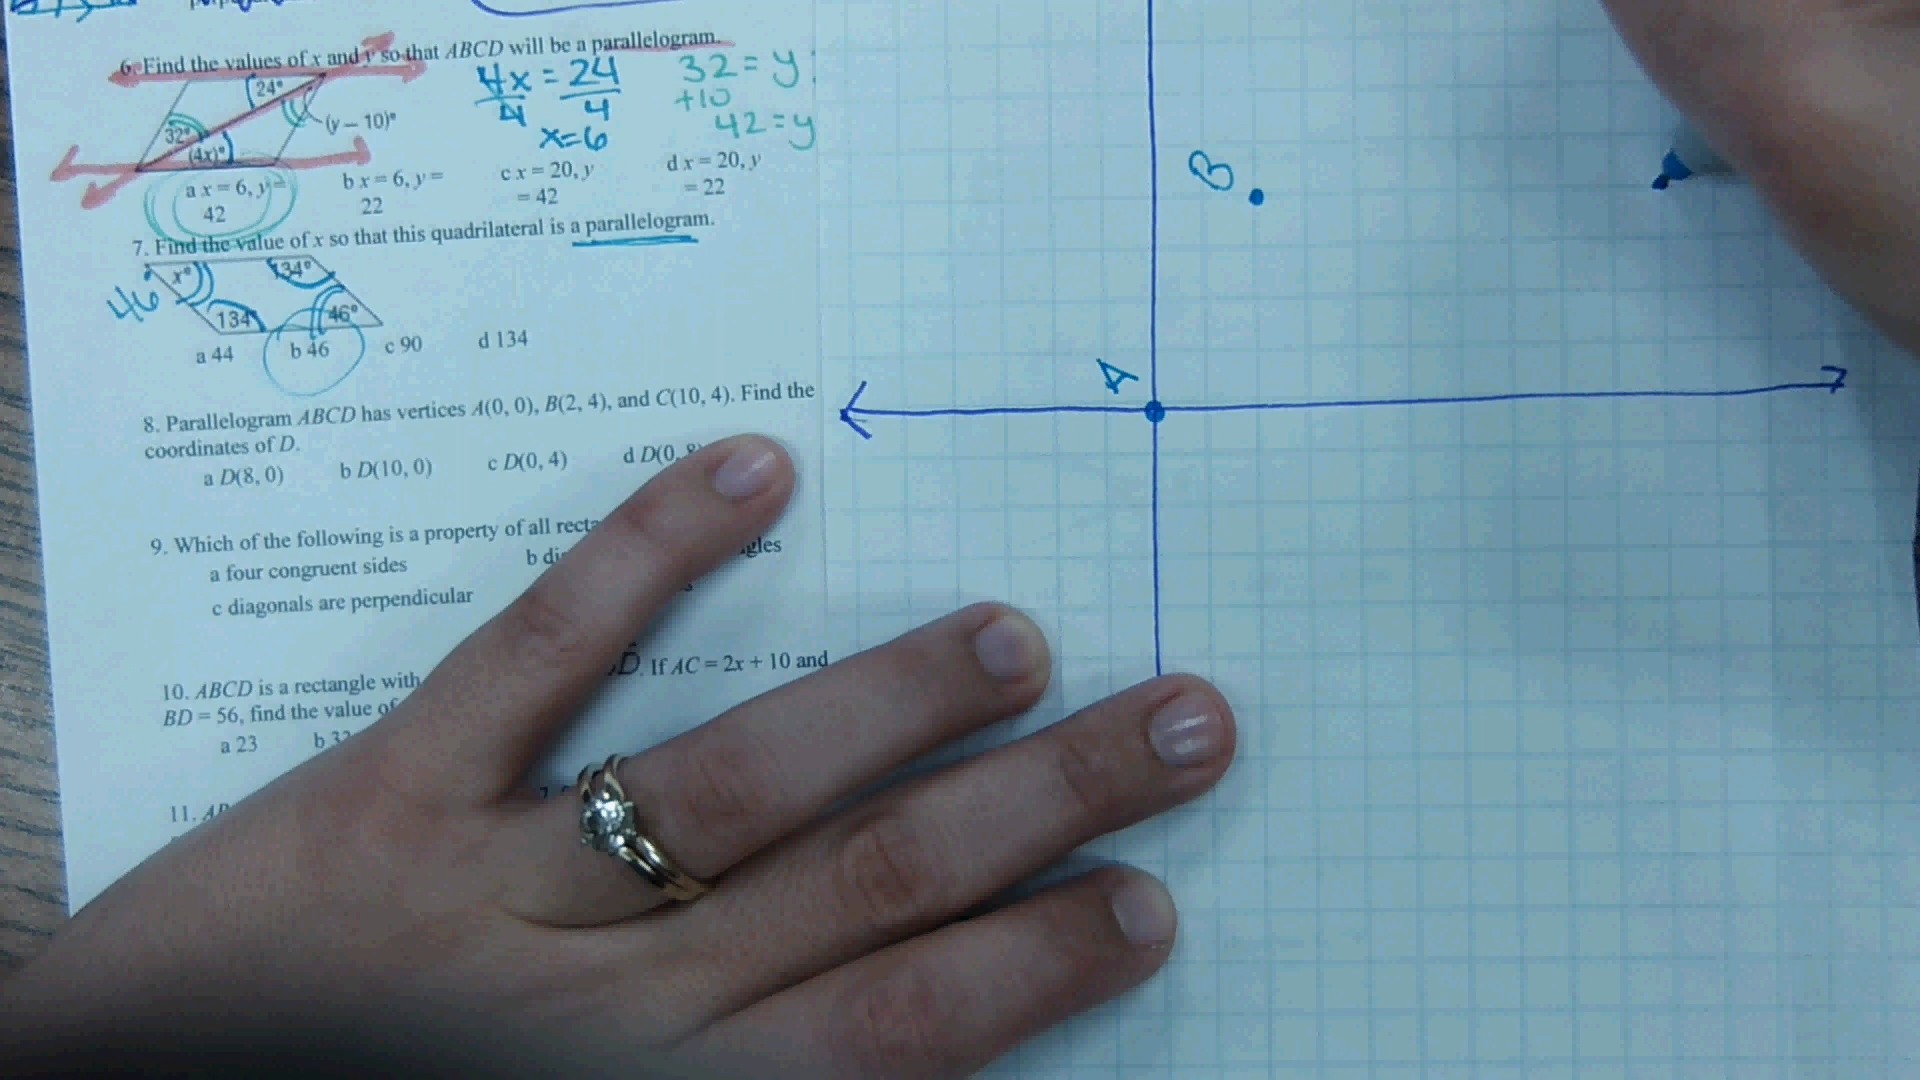 6. Find the values of x and y so that ABCD will be a parallelogram.
24°
32°
(4x)°
(y – 10)°
4x = 24
4 4
x=6
32 = y
+10
42 = y
a x = 6, y =
42
b x = 6, y =
22
c x = 20, y
= 42
d x = 20, y
= 22
7. Find the value of x so that this quadrilateral is a parallelogram.
46
x°
134°
134
46°
a 44
b 46
c 90
d 134
8. Parallelogram ABCD has vertices A(0, 0), B(2, 4), and C(10, 4). Find the
coordinates of D.
a D(8, 0)
b D(10, 0)
c D(0, 4)
d D(0, 8)
9. Which of the following is a property of all
a four congruent sides
b
c diagonals are perpendicular
10. ABCD is a rectangle with
D. If AC = 2x + 10 and
BD = 56, find the value of
a 23
b
11.
B
A